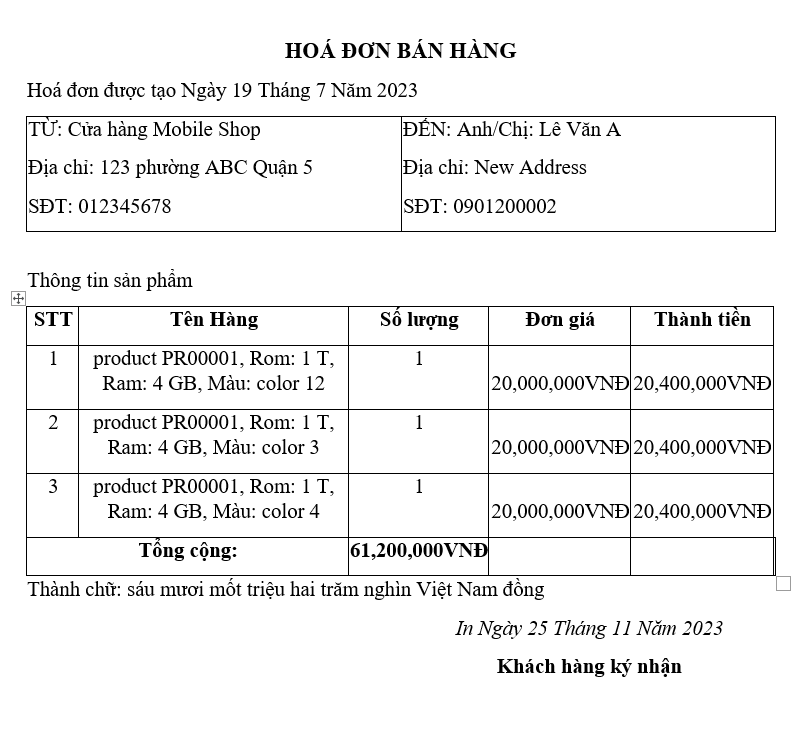 HOÁ ĐƠN BÁN HÀNG
Hoá đơn được tạo Ngày 19 Tháng 7 Năm 2023
TỪ: Cửa hàng Mobile Shop
Địa chỉ: 123 phường ABC Quận 5
SĐT: 012345678
ĐẾN: Anh/Chị: Lê Văn A
Địa chỉ: New Address
SĐT: 0901200002
Thông tin sản phẩm
STT Tên Hàng Số lượng Đơn giá Thành tiền
1 product PR00001, Rom: 1 T, 1
Ram: 4 GB, Màu: color 12 20,000,000VNĐ 20,400,000VNĐ
2 product PR00001, Rom: 1 T, 1
Ram: 4 GB, Màu: color 3 20,000,000VNĐ 20,400,000VNĐ
3 product PR00001, Rom: 1 T, 1
Ram: 4 GB, Màu: color 4 20,000,000VNĐ 20,400,000VNĐ
Tổng cộng: 61,200,000VNĐ
Thành chữ: sáu mươi mốt triệu hai trăm nghìn Việt Nam đồng
In Ngày 25 Tháng 11 Năm 2023
Khách hàng ký nhận